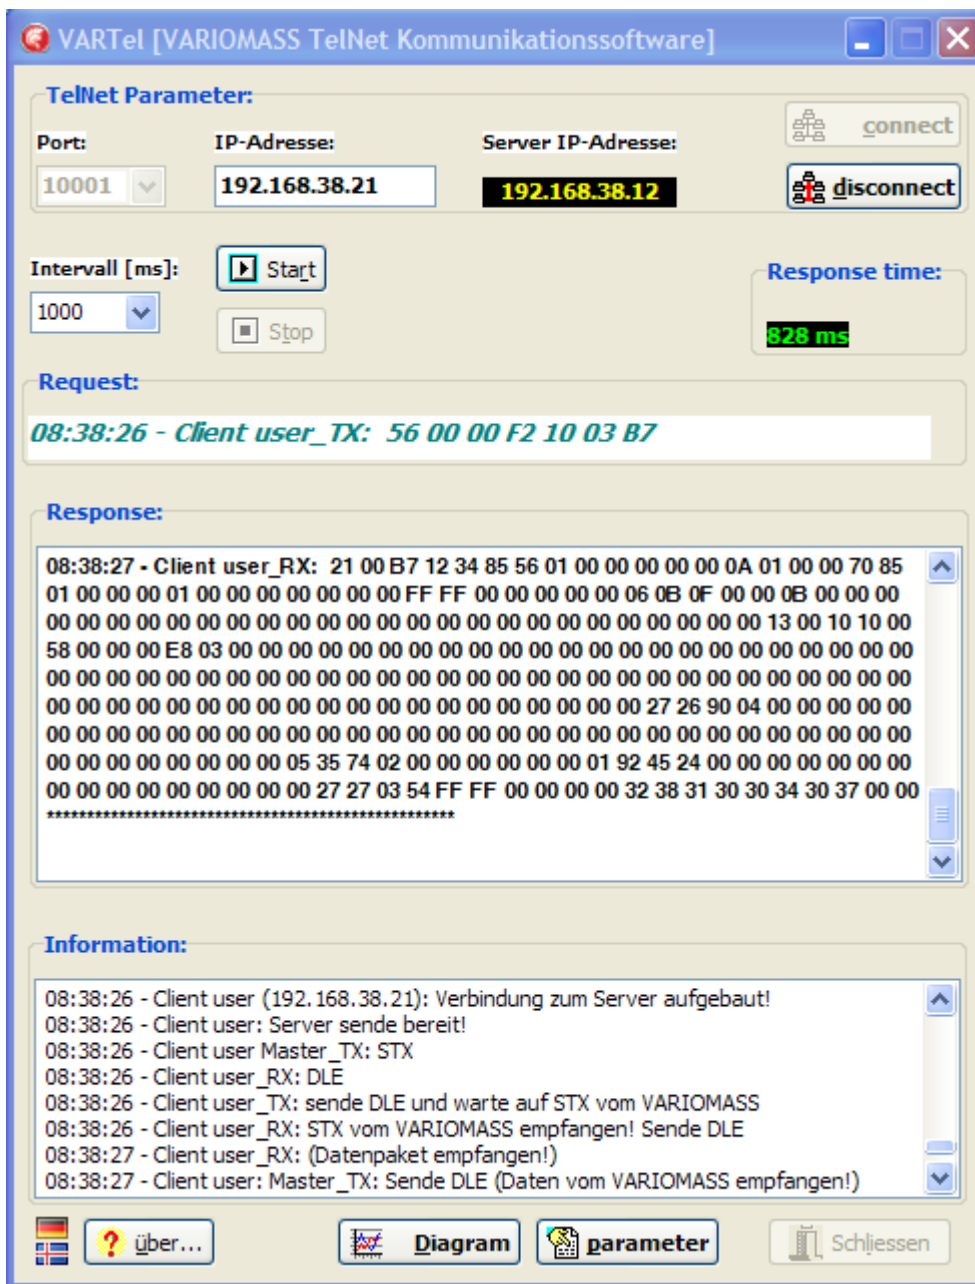 VARTel [VARIOMASS TelNet Kommunikationssoftware]
TelNet Parameter:
Port:
IP-Adresse:
Server IP-Adresse:
connect
10001
192.168.38.21
192.168.38.12
disconnect
Intervall [ms]:
Start
Response time:
1000
Stop
828 ms
Request:
08:38:26 - Client user_TX: 56 00 00 F2 10 03 B7
Response:
08:38:27 - Client user_RX: 21 00 B7 12 34 85 56 01 00 00 00 00 00 0A 01 00 00 70 85
01 00 00 00 01 00 00 00 00 00 00 00 FF FF 00 00 00 00 00 06 0B 0F 00 00 0B 00 00 00
00 00 00 00 00 00 00 00 00 00 00 00 00 00 00 00 00 00 00 00 00 00 00 00 13 00 10 10 00
58 00 00 00 E8 03 00 00 00 00 00 00 00 00 00 00 00 00 00 00 00 00 00 00 00 00 00 00 00
00 00 00 00 00 00 00 00 00 00 00 00 00 00 00 00 00 00 00 00 00 00 00 00 00 00 00 00 00
00 00 00 00 00 00 00 00 00 00 00 00 00 00 00 00 00 00 00 00 27 26 90 04 00 00 00 00 00
00 00 00 00 00 00 00 00 00 00 00 00 00 00 00 00 00 00 00 00 00 00 00 00 00 00 00 00 00
00 00 00 00 00 00 00 00 05 35 74 02 00 00 00 00 00 00 01 92 45 24 00 00 00 00 00 00 00
00 00 00 00 00 00 00 00 00 27 27 03 54 FF FF 00 00 00 00 32 38 31 30 30 34 30 37 00 00
***************************************************
Information:
08:38:26 - Client user (192.168.38.21): Verbindung zum Server aufgebaut!
08:38:26 - Client user: Server sende bereit!
08:38:26 - Client user Master_TX: STX
08:38:26 - Client user_RX: DLE
08:38:26 - Client user_TX: sende DLE und warte auf STX vom VARIOMASS
08:38:26 - Client user_RX: STX vom VARIOMASS empfangen! Sende DLE
08:38:27 - Client user_RX: (Datenpaket empfangen!)
08:38:27 - Client user: Master_TX: Sende DLE (Daten vom VARIOMASS empfangen!)
über...
Diagram
parameter
Schliessen